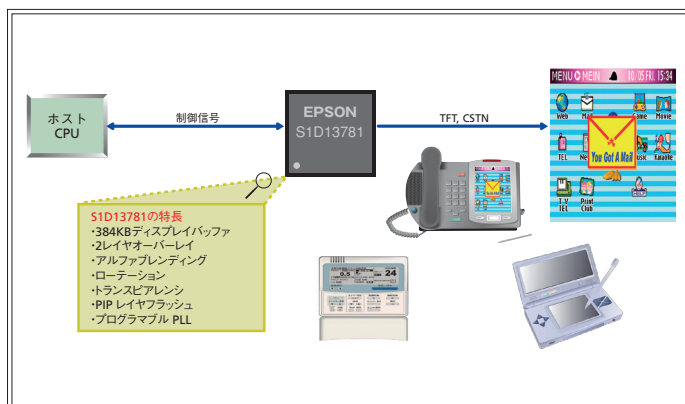 ホスト
CPU
制御信号
EPSON
S1D13781
TFT, CSTN
MENU MEIN 10/05 FRI. 15:34
Web
Game
Movie
You Got A Mail
TEL
Karaoke
T.V
TEL
Print
Club
HELP
S1D13781の特長
・384KBディスプレイバッファ
・2レイヤオーバーレイ
・アルファブレンディング
・ローテーション
・トランスピアレンシ
・PIP レイヤフラッシュ
・プログラマブル PLL
0.5
24